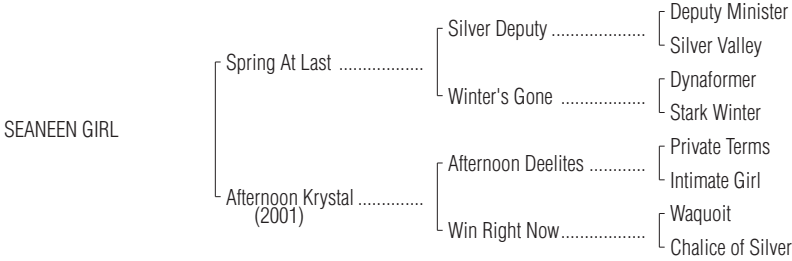 Deputy Minister
Silver Deputy .....................
Silver Valley
Spring At Last ..................
Dynaformer
Winter's Gone ...................
Stark Winter
SEANEEN GIRL
Private Terms
Afternoon Deelites ............
Intimate Girl
Afternoon Krystal ..............
(2001)
Waquoit
Win Right Now...................
Chalice of Silver